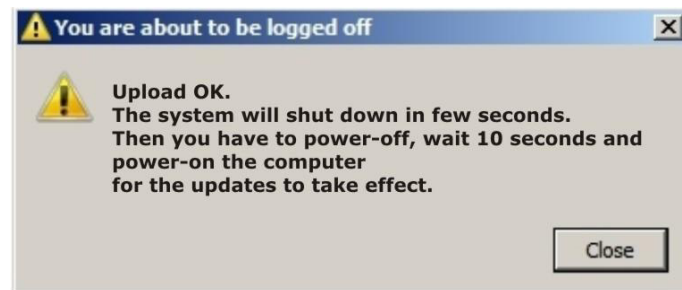 You are about to be logged off
Upload OK.
The system will shut down in few seconds.
Then you have to power-off, wait 10 seconds and
power-on the computer
for the updates to take effect.
Close